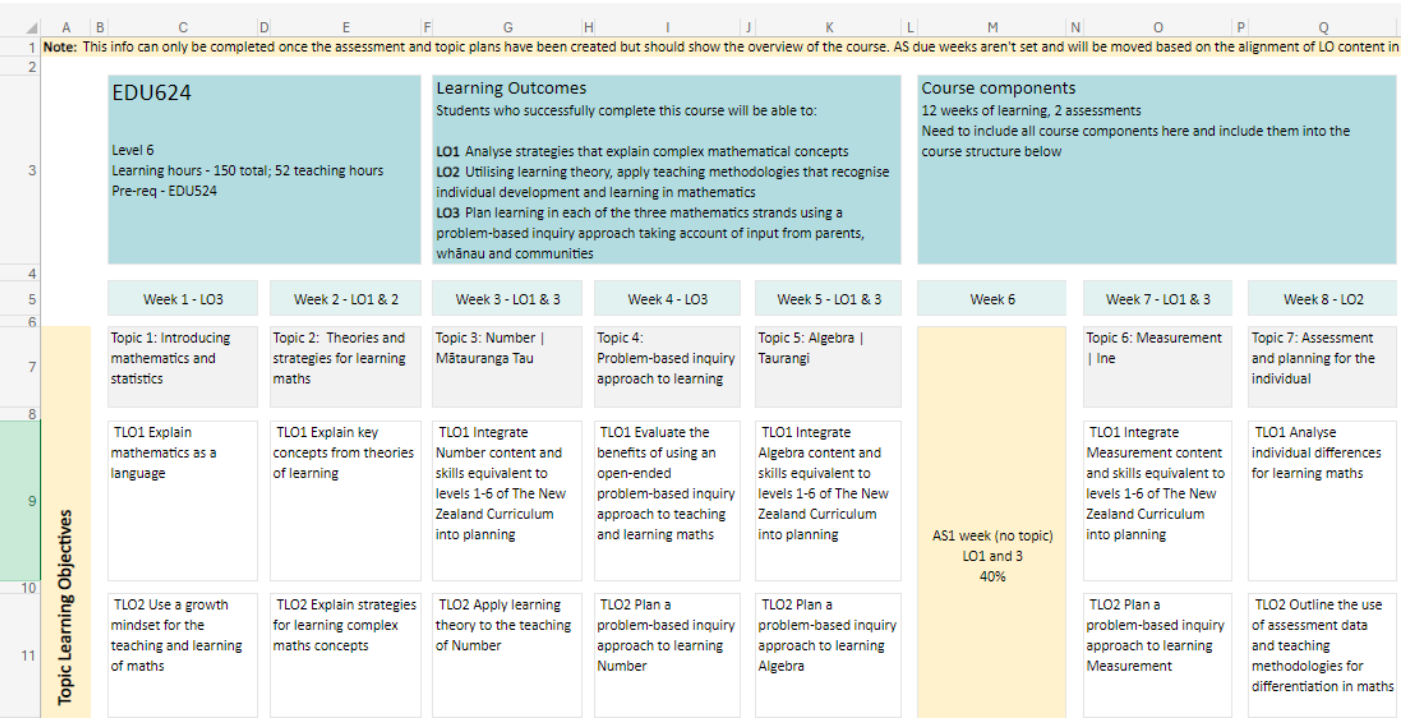 A B C D E F G H I J K L M N O P Q
1 Note: This info can only be completed once the assessment and topic plans have been created but should show the overview of the course. AS due weeks aren't set and will be moved based on the alignment of LO content in
2
3
EDU624
Level 6
Learning hours - 150 total; 52 teaching hours
Pre-req - EDU524
Learning Outcomes
Students who successfully complete this course will be able to:
LO1 Analyse strategies that explain complex mathematical concepts
LO2 Utilising learning theory, apply teaching methodologies that recognise
individual development and learning in mathematics
LO3 Plan learning in each of the three mathematics strands using a
problem-based inquiry approach taking account of input from parents,
whānau and communities
Course components
12 weeks of learning, 2 assessments
Need to include all course components here and include them into the
course structure below
4
5 Week 1 - LO3 Week 2 - LO1 & 2 Week 3 - LO1 & 3 Week 4 - LO3 Week 5 - LO1 & 3 Week 6 Week 7 - LO1 & 3 Week 8 - LO2
6
7
Topic 1: Introducing
mathematics and
statistics
Topic 2:  Theories and
strategies for learning
maths
Topic 3: Number |
Mātauranga Tau
Topic 4:
Problem-based inquiry
approach to learning
Topic 5: Algebra |
Taurangi
Topic 6: Measurement
| Ine
Topic 7: Assessment
and planning for the
individual
8
Topic Learning Objectives
9
TLO1 Explain
mathematics as a
language
TLO1 Explain key
concepts from theories
of learning
TLO1 Integrate
Number content and
skills equivalent to
levels 1-6 of The New
Zealand Curriculum
into planning
TLO1 Evaluate the
benefits of using an
open-ended
problem-based inquiry
approach to teaching
and learning maths
TLO1 Integrate
Algebra content and
skills equivalent to
levels 1-6 of The New
Zealand Curriculum
into planning
AS1 week (no topic)
LO1 and 3
40%
TLO1 Integrate
Measurement content
and skills equivalent to
levels 1-6 of The New
Zealand Curriculum
into planning
TLO1 Analyse
individual differences
for learning maths
10
11
TLO2 Use a growth
mindset for the
teaching and learning
of maths
TLO2 Explain strategies
for learning complex
maths concepts
TLO2 Apply learning
theory to the teaching
of Number
TLO2 Plan a
problem-based inquiry
approach to learning
Number
TLO2 Plan a
problem-based inquiry
approach to learning
Algebra
TLO2 Plan a
problem-based inquiry
approach to learning
Measurement
TLO2 Outline the use
of assessment data
and teaching
methodologies for
differentiation in maths